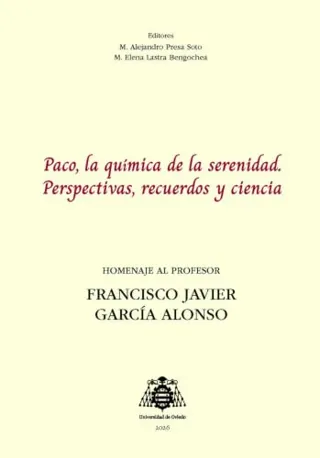 Editores
M. Alejandro Presa Soto
M. Elena Lastra Bengochea
Paco, la química de la serenidad.
Perspectivas, recuerdos y ciencia
HOMENAJE AL PROFESOR
FRANCISCO JAVIER
GARCÍA ALONSO
Universidad de Oviedo
2026